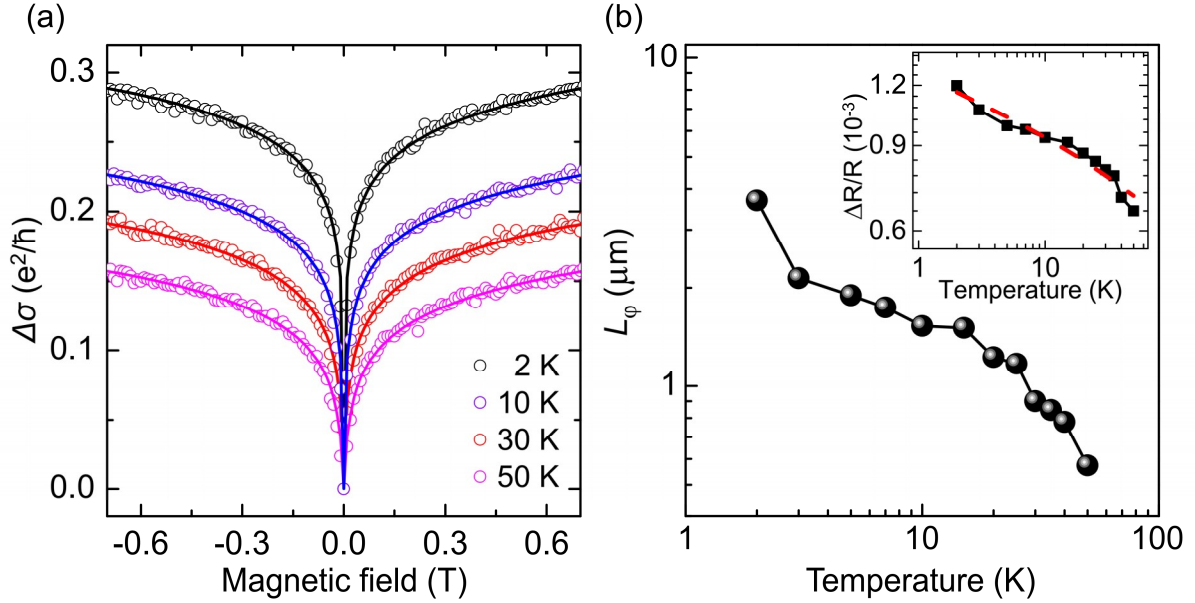 (a)
0.3
0.2
0.1
0.0
Δσ (e²/ħ)
2 K
10 K
30 K
50 K
-0.6 -0.3 0.0 0.3 0.6
Magnetic field (T)
(b)
10
1
Lφ (μm)
1 10 100
Temperature (K)
1.2
0.9
0.6
ΔR/R (10⁻³)
1 10
Temperature (K)